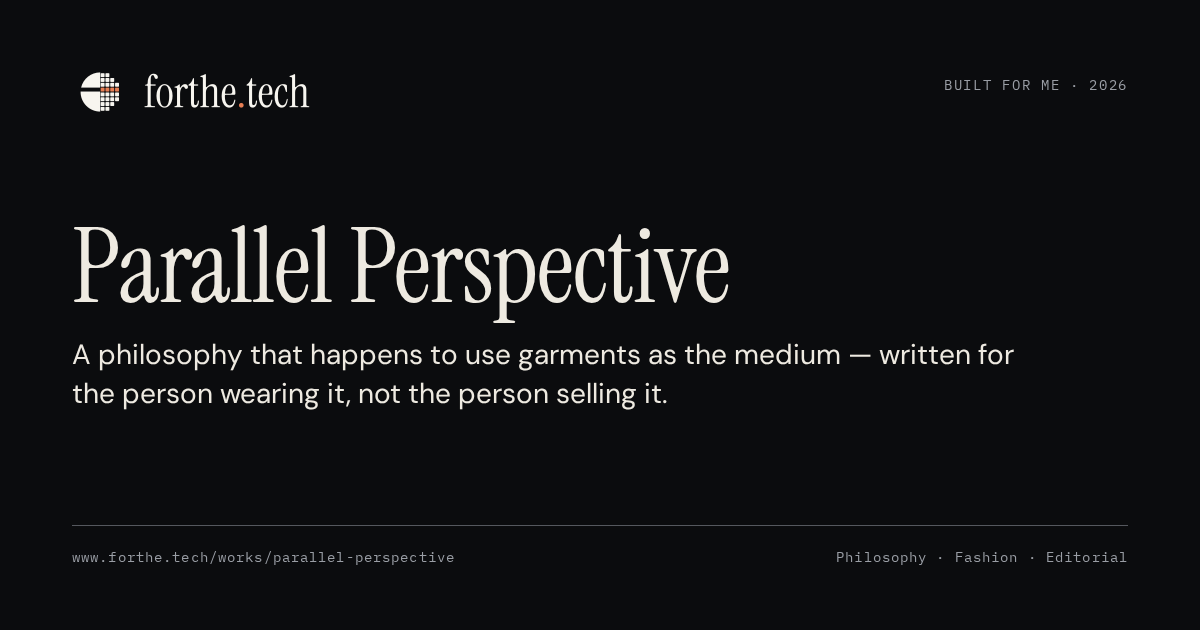 forthe.tech
BUILT FOR ME · 2026
Parallel Perspective
A philosophy that happens to use garments as the medium — written for
the person wearing it, not the person selling it.
www.forthe.tech/works/parallel-perspective
Philosophy · Fashion · Editorial